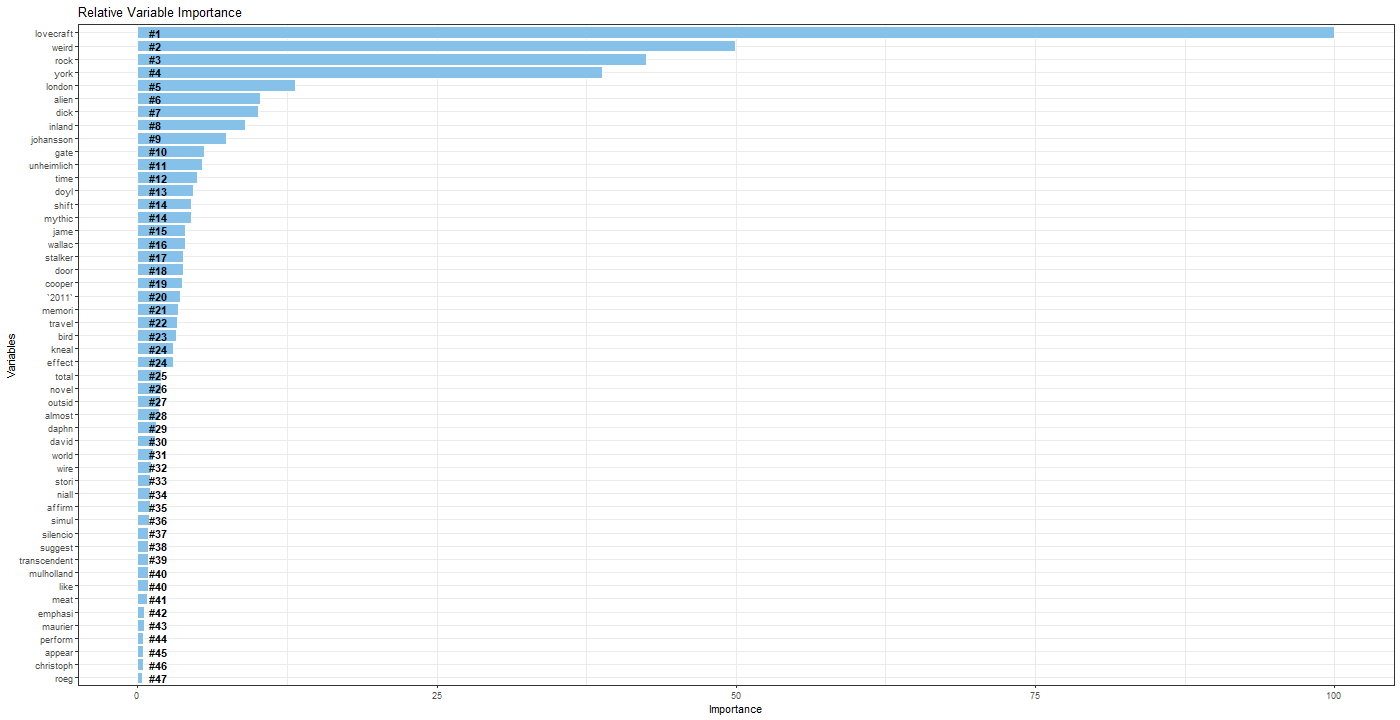 Relative Variable Importance
lovecraft #1
weird #2
rock #3
york #4
london #5
alien #6
dick #7
inland #8
johansson #9
gate #10
unheimlich #11
time #12
doyl #13
shift #14
mythic #14
jame #15
wallac #16
stalker #17
door #18
cooper #19
`2011` #20
memori #21
travel #22
bird #23
kneal #24
effect #24
total #25
novel #26
outsid #27
almost #28
daphn #29
david #30
world #31
wire #32
stori #33
niall #34
affirm #35
simul #36
silencio #37
suggest #38
transcendent #39
mulholland #40
like #40
meat #41
emphasi #42
maurier #43
perform #44
appear #45
christoph #46
roeg #47
Variables
0 25 50 75 100
Importance